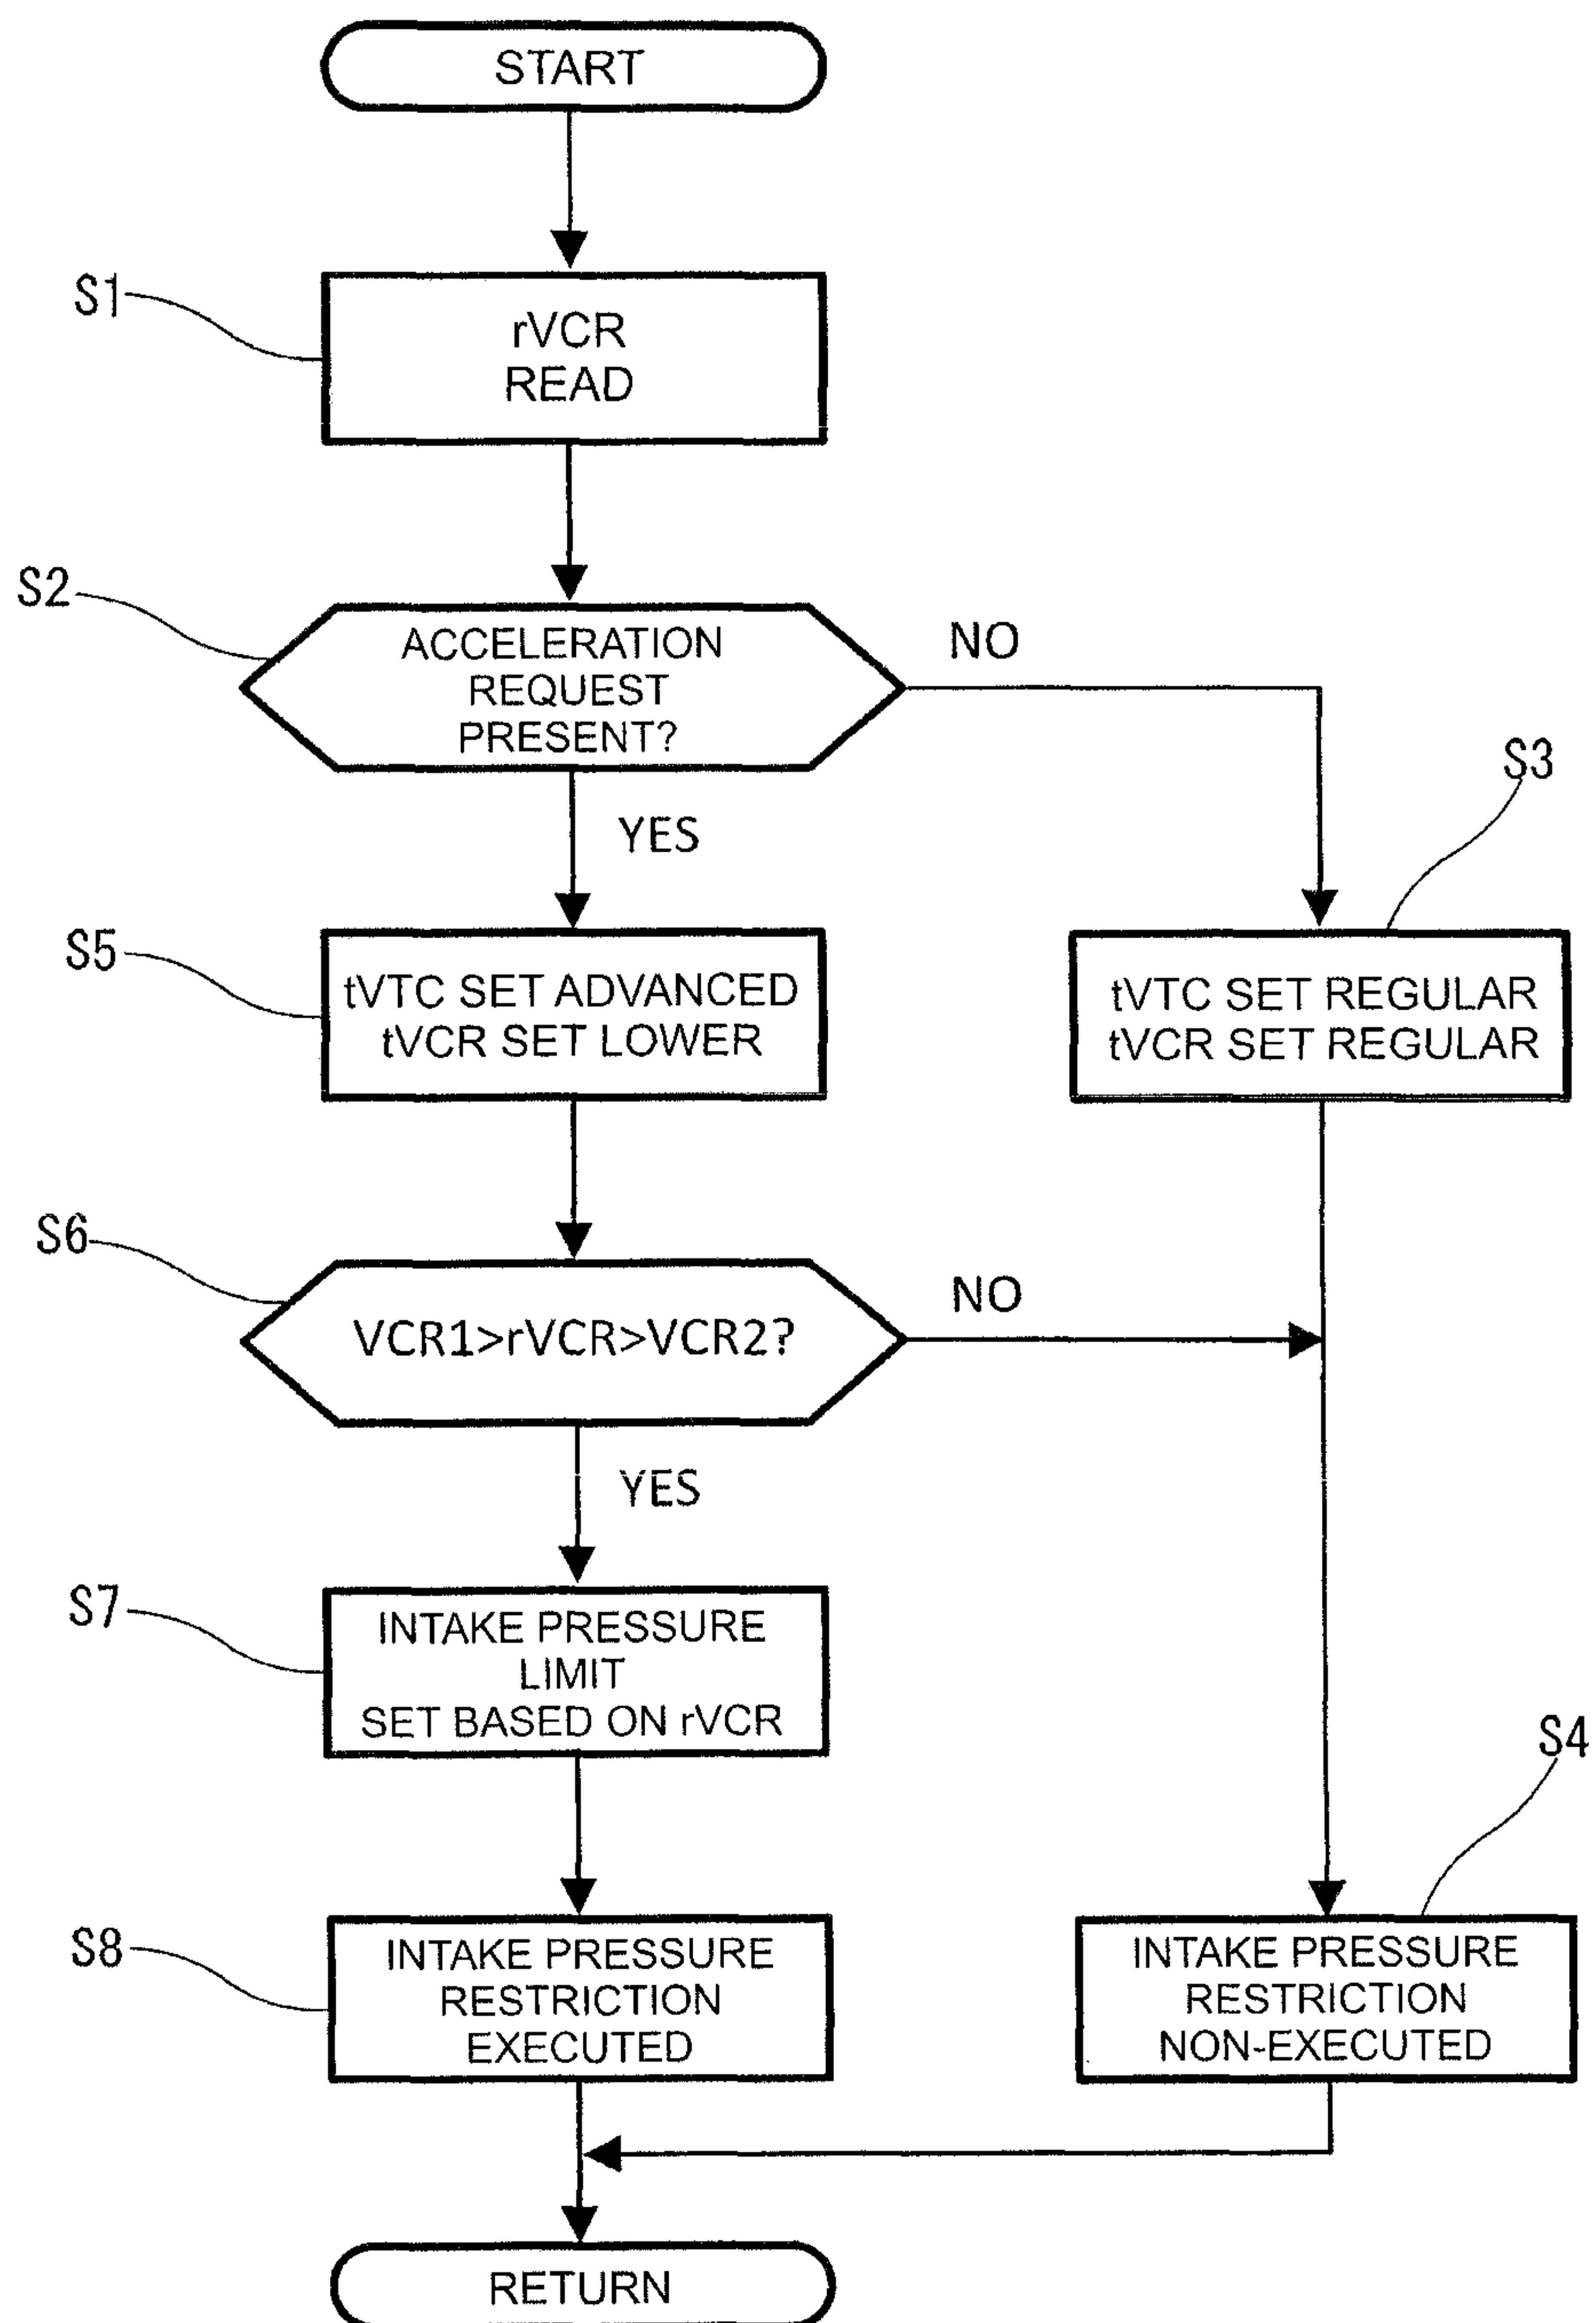 START
S1
rVCR
READ
S2
ACCELERATION
REQUEST
PRESENT?
NO
YES
S3
S5
tVTC SET ADVANCED
tVCR SET LOWER
tVTC SET REGULAR
tVCR SET REGULAR
S6
VCR1>rVCR>VCR2?
NO
YES
S7
INTAKE PRESSURE
LIMIT
SET BASED ON rVCR
S4
S8
INTAKE PRESSURE
RESTRICTION
EXECUTED
INTAKE PRESSURE
RESTRICTION
NON-EXECUTED
RETURN